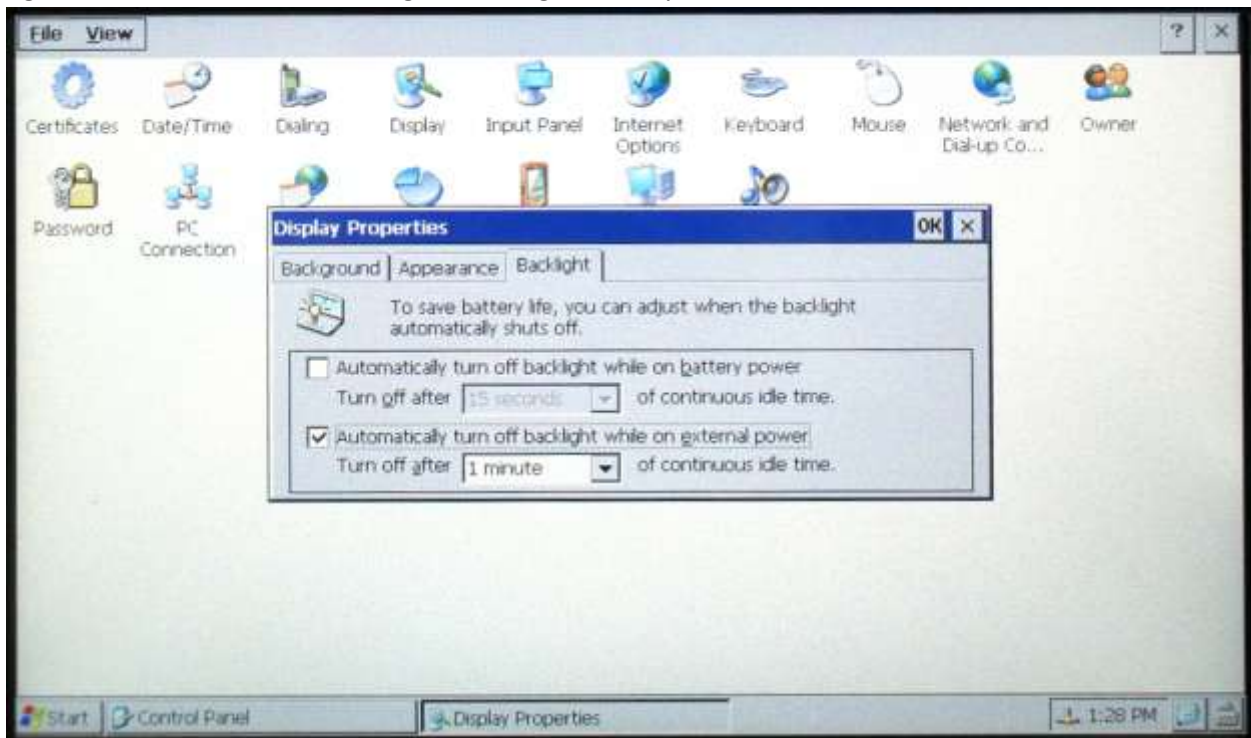 File View ? ×
Certificates Date/Time Dialing Display Input Panel Internet Options Keyboard Mouse Network and Dial-up Co... Owner
Password PC Connection
Display Properties OK ×
Background Appearance Backlight
To save battery life, you can adjust when the backlight
automatically shuts off.
Automatically turn off backlight while on battery power
Turn off after 15 seconds of continuous idle time.
Automatically turn off backlight while on external power
Turn off after 1 minute of continuous idle time.
Start Control Panel Display Properties 1:28 PM